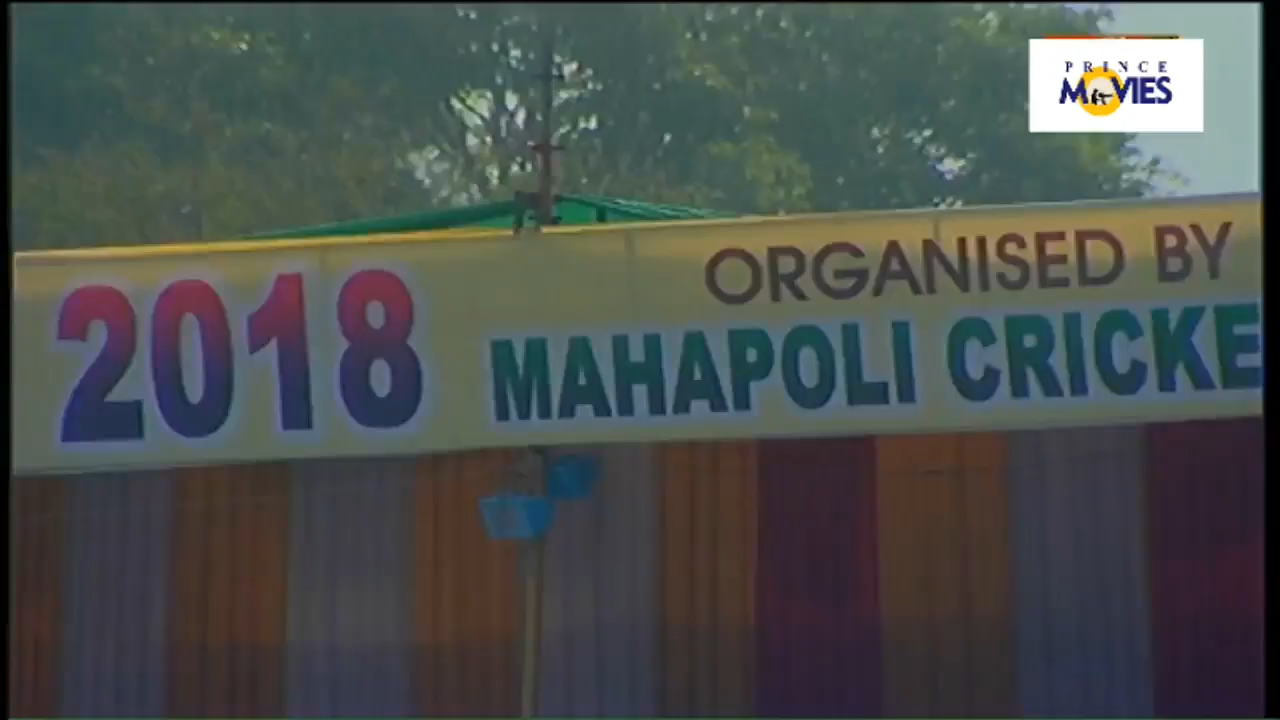 PRINCE
MOVIES
2018
ORGANISED BY
MAHAPOLI CRICKE